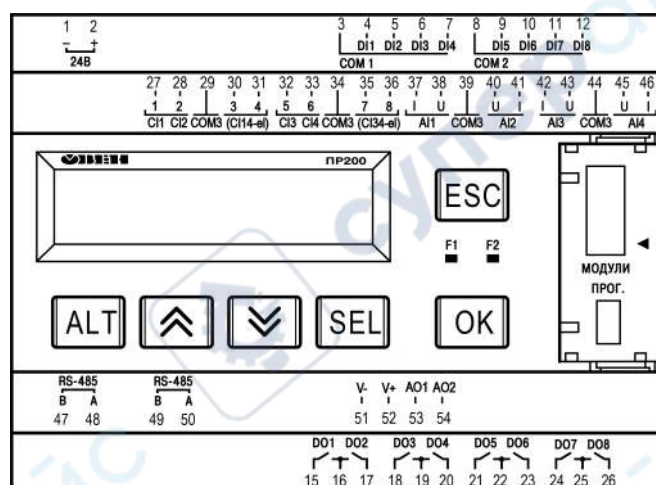 1 2
- +
24В
3 4 5 6 7 8 9 10 11 12
DI1 DI2 DI3 DI4 DI5 DI6 DI7 DI8
COM 1 COM 2
27 28 29 30 31 32 33 34 35 36 37 38 39 40 41 42 43 44 45 46
1 2 3 4 5 6 7 8 I U U I I U U I
CI1 CI2 COM3 (CI14-el) CI3 CI4 COM3 (CI34-el) AI1 COM3 AI2 AI3 COM3 AI4
ОВЕН ПР200
ESC
F1 F2
МОДУЛИ
ПРОГ.
ALT SEL OK
RS-485 RS-485
B A B A V- V+ AO1 AO2
47 48 49 50 51 52 53 54
DO1 DO2 DO3 DO4 DO5 DO6 DO7 DO8
15 16 17 18 19 20 21 22 23 24 25 26